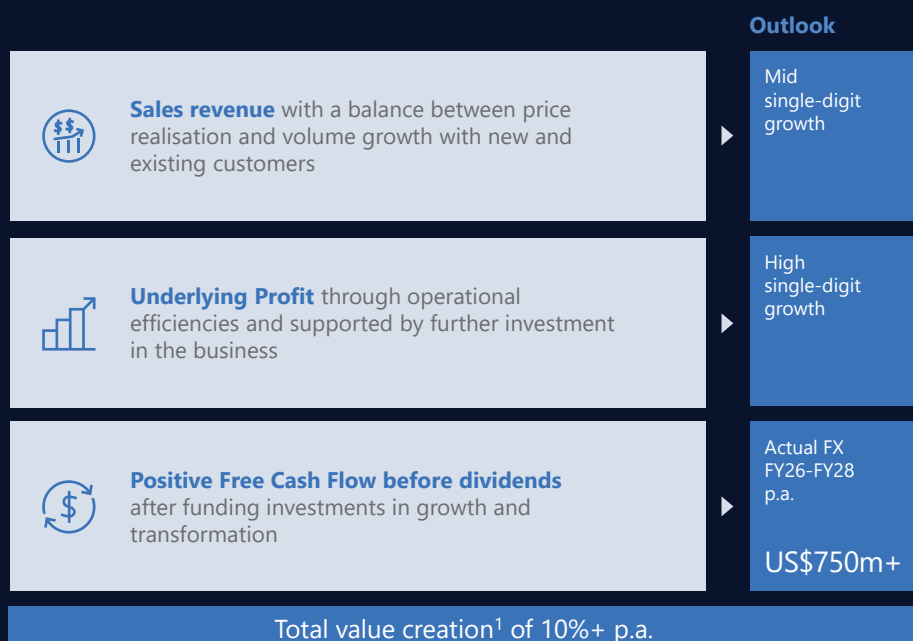 Outlook
Sales revenue with a balance between price
realisation and volume growth with new and
existing customers
Mid
single-digit
growth
Underlying Profit through operational
efficiencies and supported by further investment
in the business
High
single-digit
growth
Positive Free Cash Flow before dividends
after funding investments in growth and
transformation
Actual FX
FY26-FY28
p.a.
US$750m+
Total value creation¹ of 10%+ p.a.